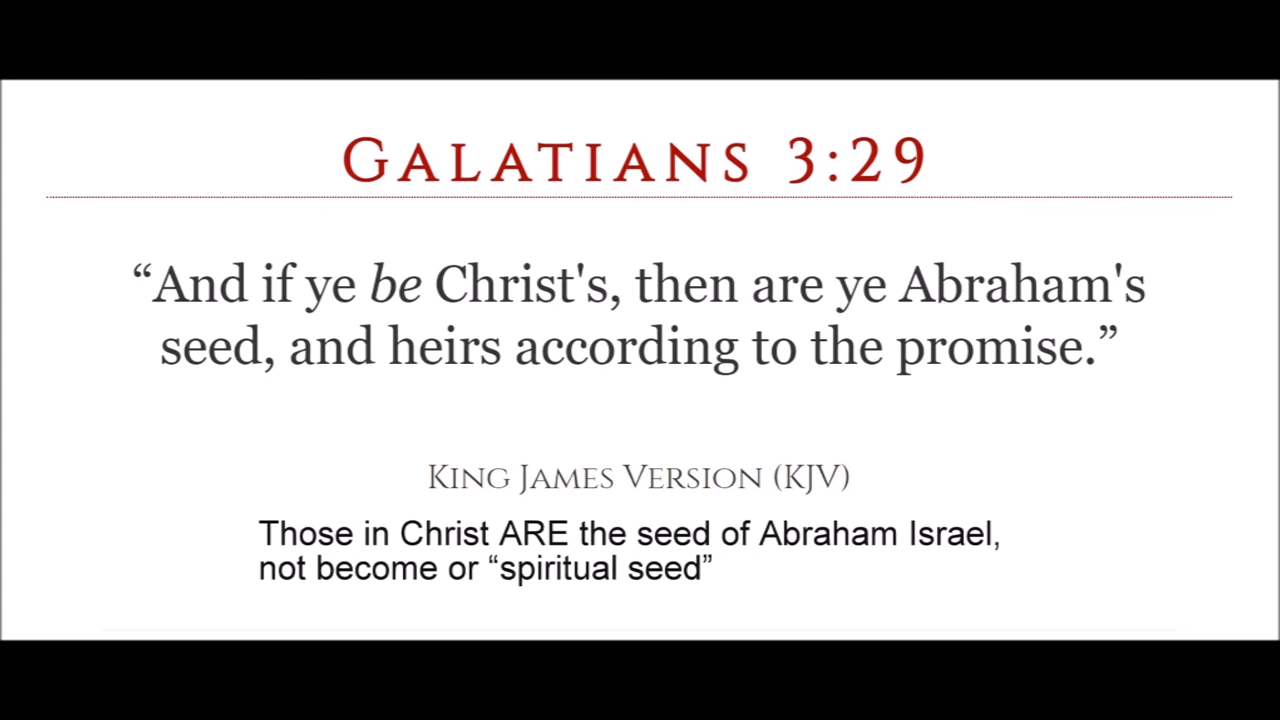 GALATIANS 3:29
“And if ye be Christ's, then are ye Abraham's
seed, and heirs according to the promise.”
KING JAMES VERSION (KJV)
Those in Christ ARE the seed of Abraham Israel,
not become or “spiritual seed”